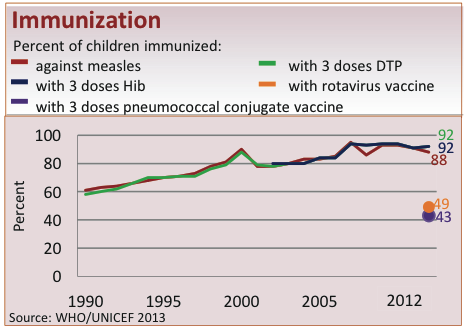 Immunization
Percent of children immunized:
against measles
with 3 doses DTP
with 3 doses Hib
with rotavirus vaccine
with 3 doses pneumococcal conjugate vaccine
100
80
60
40
20
0
Percent
92
92
88
49
43
1990 1995 2000 2005 2012
Source: WHO/UNICEF 2013